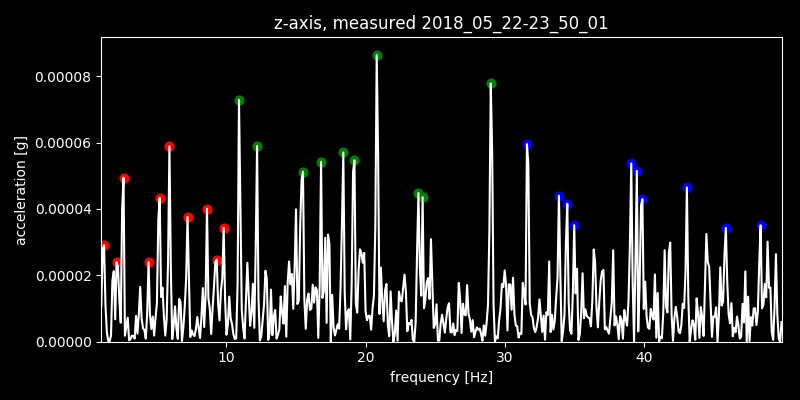 z-axis, measured 2018_05_22-23_50_01
acceleration [g]
0.00008
0.00006
0.00004
0.00002
0.00000
10 20 30 40
frequency [Hz]